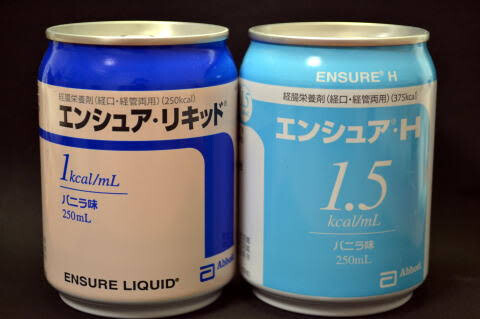 経腸栄養剤(経口・経管両用)(250kcal)
エンシュア・リキッド®
1kcal/mL
バニラ味
250mL
ENSURE LIQUID®
Abbott
ENSURE® H
経腸栄養剤(経口・経管両用)(375kcal)
エンシュア・H
1.5
kcal/mL
バニラ味
250mL
Abbott